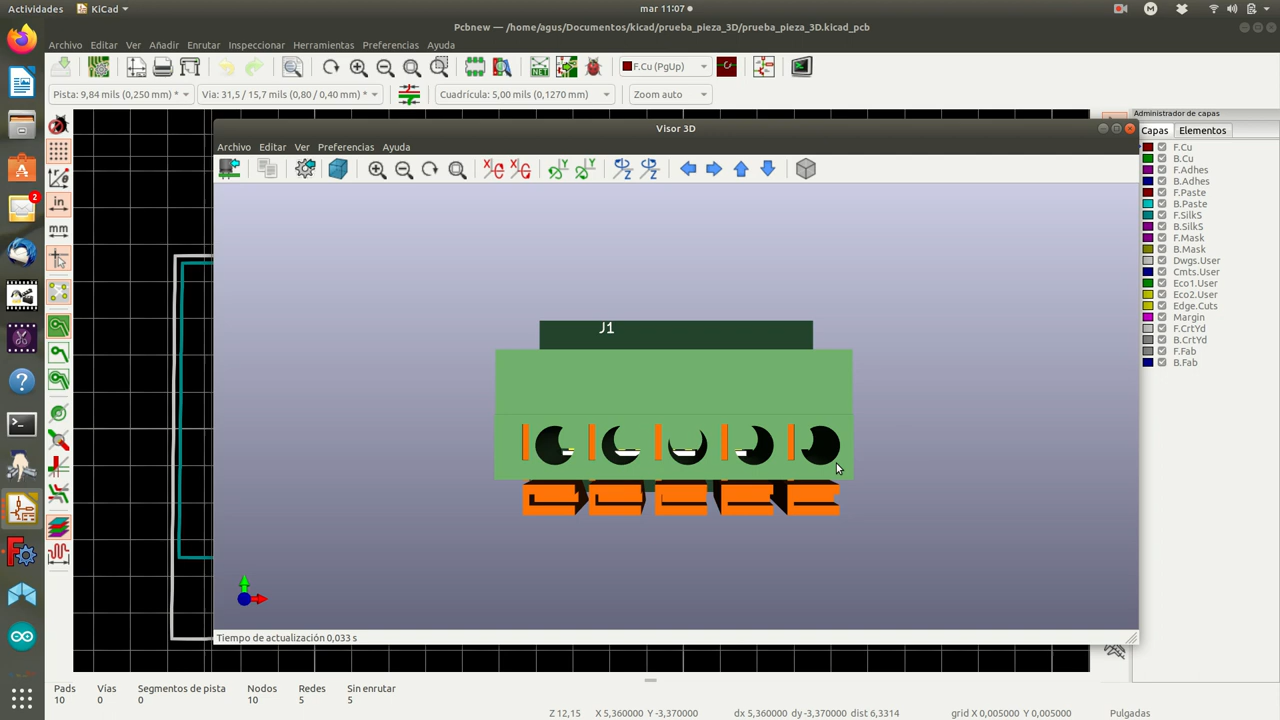 Actividades KiCad mar 11:07
Pcbnew — /home/agus/Documentos/kicad/prueba_pieza_3D/prueba_pieza_3D.kicad_pcb
Archivo Editar Ver Añadir Enrutar Inspeccionar Herramientas Preferencias Ayuda
NET F.Cu (PgUp)
Pista: 9,84 mils (0,250 mm) * Vía: 31,5 / 15,7 mils (0,80 / 0,40 mm) * Cuadrícula: 5,00 mils (0,1270 mm) Zoom auto
Administrador de capas
Visor 3D
Capas Elementos
Archivo Editar Ver Preferencias Ayuda
F.Cu
B.Cu
F.Adhes
B.Adhes
F.Paste
B.Paste
F.SilkS
B.SilkS
F.Mask
B.Mask
Dwgs.User
Cmts.User
Eco1.User
Eco2.User
Edge.Cuts
Margin
F.CrtYd
B.CrtYd
F.Fab
B.Fab
in
mm
2
J1
Tiempo de actualización 0,033 s
Pads Vías Segmentos de pista Nodos Redes Sin enrutar
10 0 0 10 5 5
Z 12,15 X 5,360000 Y -3,370000 dx 5,360000 dy -3,370000 dist 6,3314 grid X 0,005000 Y 0,005000 Pulgadas